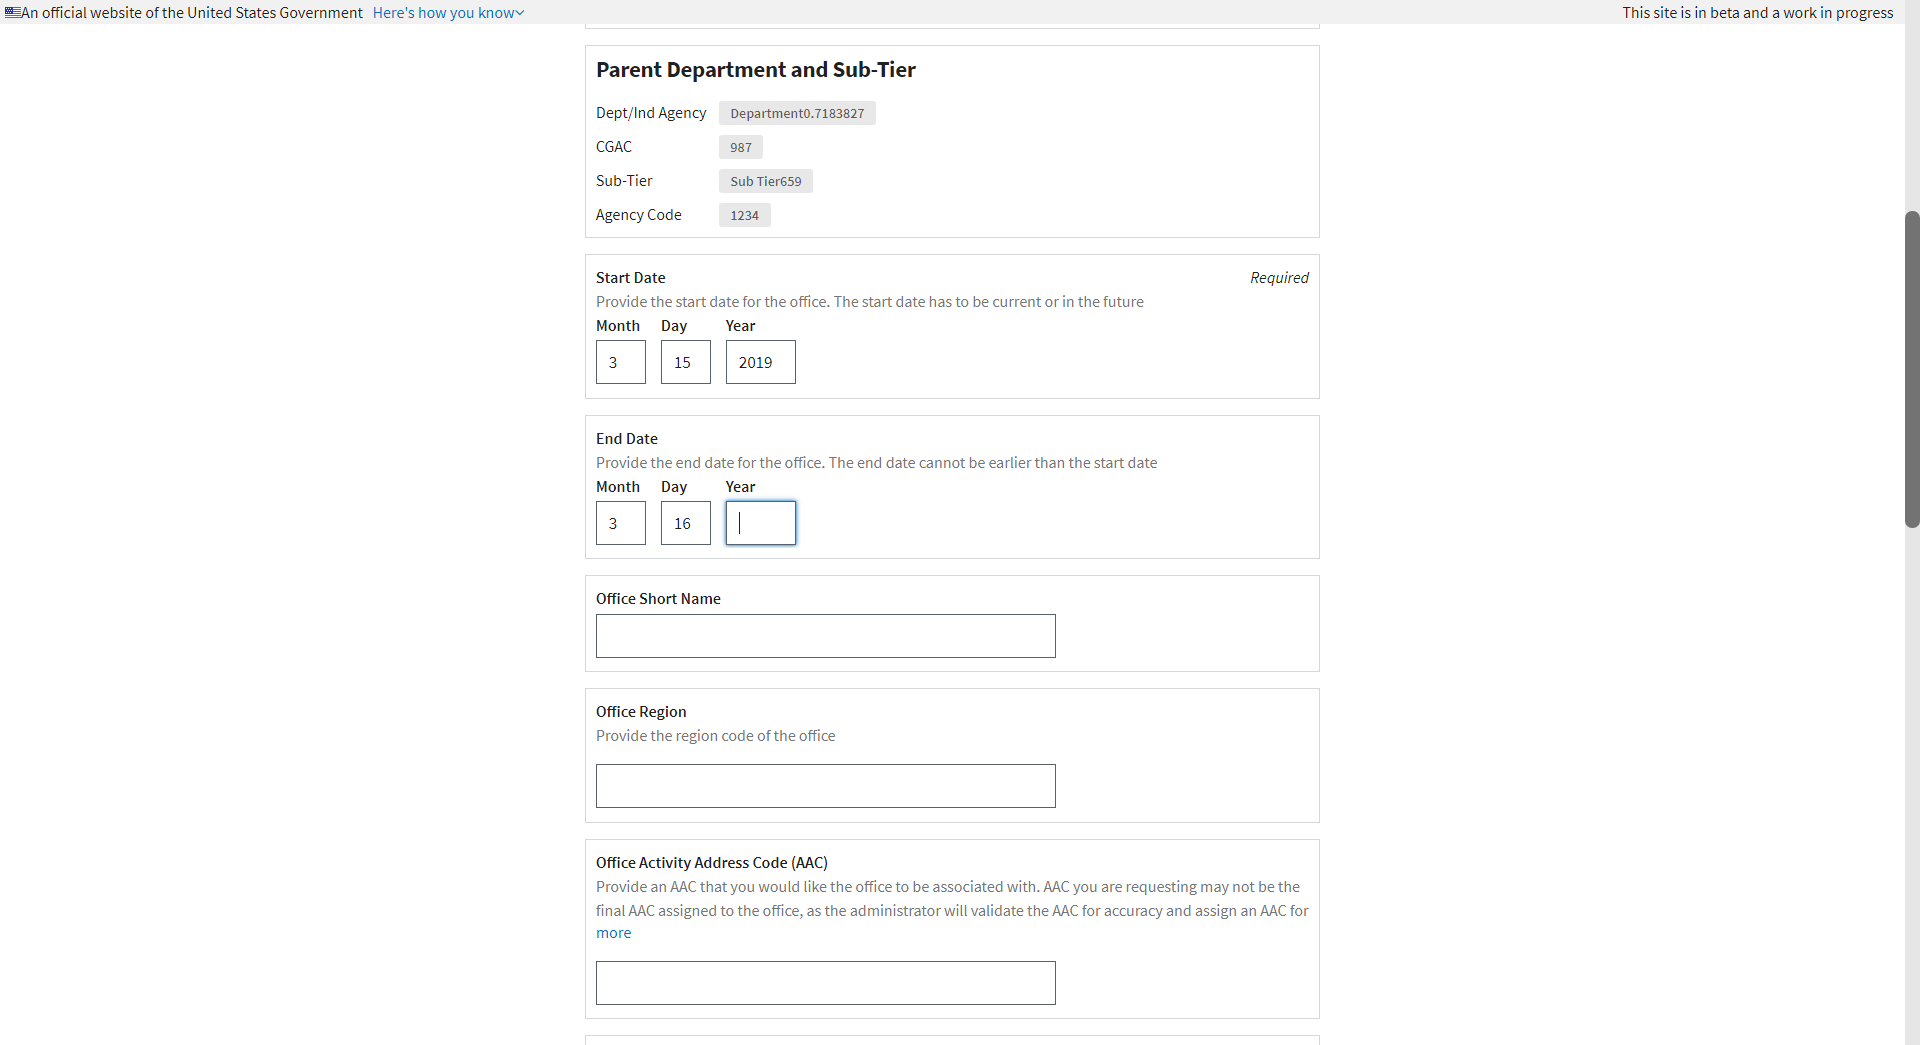 An official website of the United States Government Here's how you know
This site is in beta and a work in progress
Parent Department and Sub-Tier
Dept/Ind Agency Department0.7183827
CGAC 987
Sub-Tier Sub Tier659
Agency Code 1234
Start Date Required
Provide the start date for the office. The start date has to be current or in the future
Month Day Year
3 15 2019
End Date
Provide the end date for the office. The end date cannot be earlier than the start date
Month Day Year
3 16
Office Short Name
Office Region
Provide the region code of the office
Office Activity Address Code (AAC)
Provide an AAC that you would like the office to be associated with. AAC you are requesting may not be the
final AAC assigned to the office, as the administrator will validate the AAC for accuracy and assign an AAC for
more